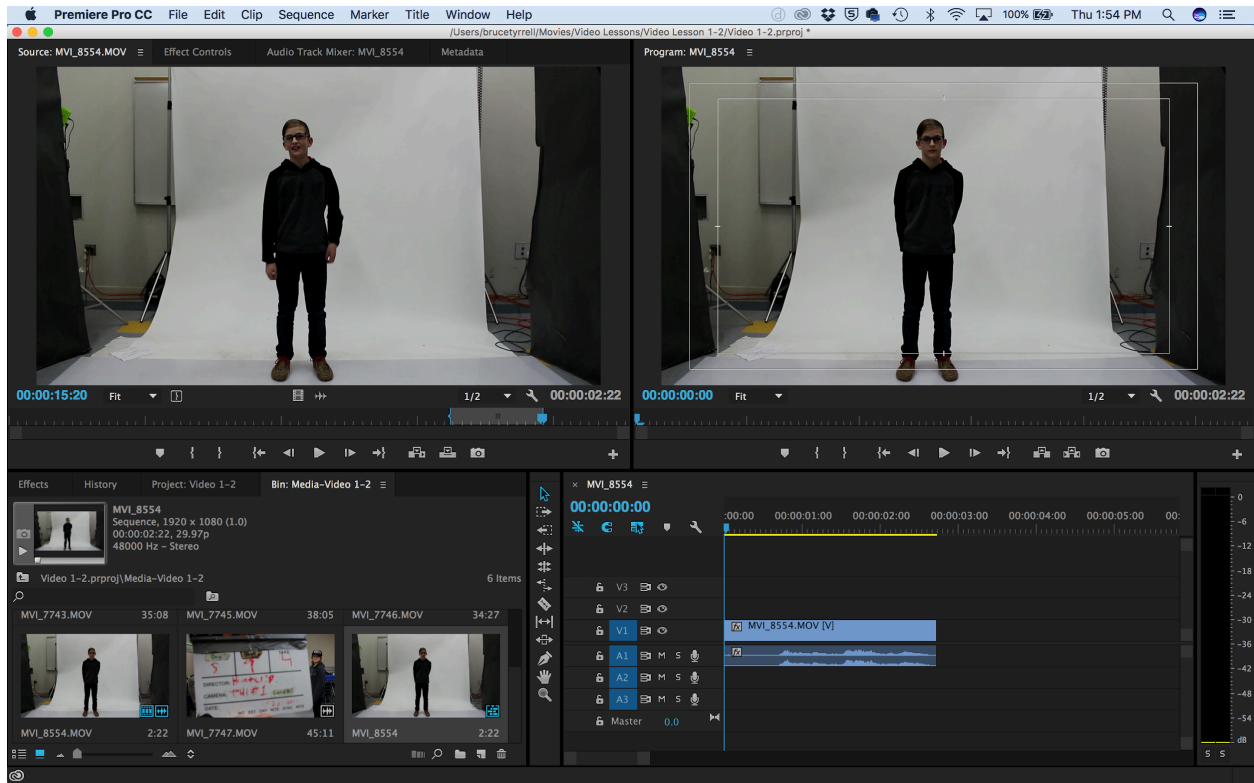 Premiere Pro CC File Edit Clip Sequence Marker Title Window Help 100% Thu 1:54 PM
/Users/brucetyrrell/Movies/Video Lessons/Video Lesson 1-2/Video 1-2.prproj *
Source: MVI_8554.MOV Effect Controls Audio Track Mixer: MVI_8554 Metadata
Program: MVI_8554
00:00:15:20 Fit 1/2 00:00:02:22
00:00:00:00 Fit 1/2 00:00:02:22
Effects History Project: Video 1-2 Bin: Media-Video 1-2
MVI_8554
Sequence, 1920 x 1080 (1.0)
00:00:02:22, 29.97p
48000 Hz - Stereo
Video 1-2.prproj\Media-Video 1-2 6 Items
MVI_7743.MOV 35:08 MVI_7745.MOV 38:05 MVI_7746.MOV 34:27
DIRECTOR:
CAMERA:
DATE:
MVI_8554.MOV 2:22 MVI_7747.MOV 45:11 MVI_8554 2:22
× MVI_8554
00:00:00:00
:00:00 00:00:01:00 00:00:02:00 00:00:03:00 00:00:04:00 00:00:05:00 00:
V3
V2
V1 fx MVI_8554.MOV [V]
A1 M S fx
A2 M S
A3 M S
Master 0.0
0
-6
-12
-18
-24
-30
-36
-42
-48
-54
dB
S S